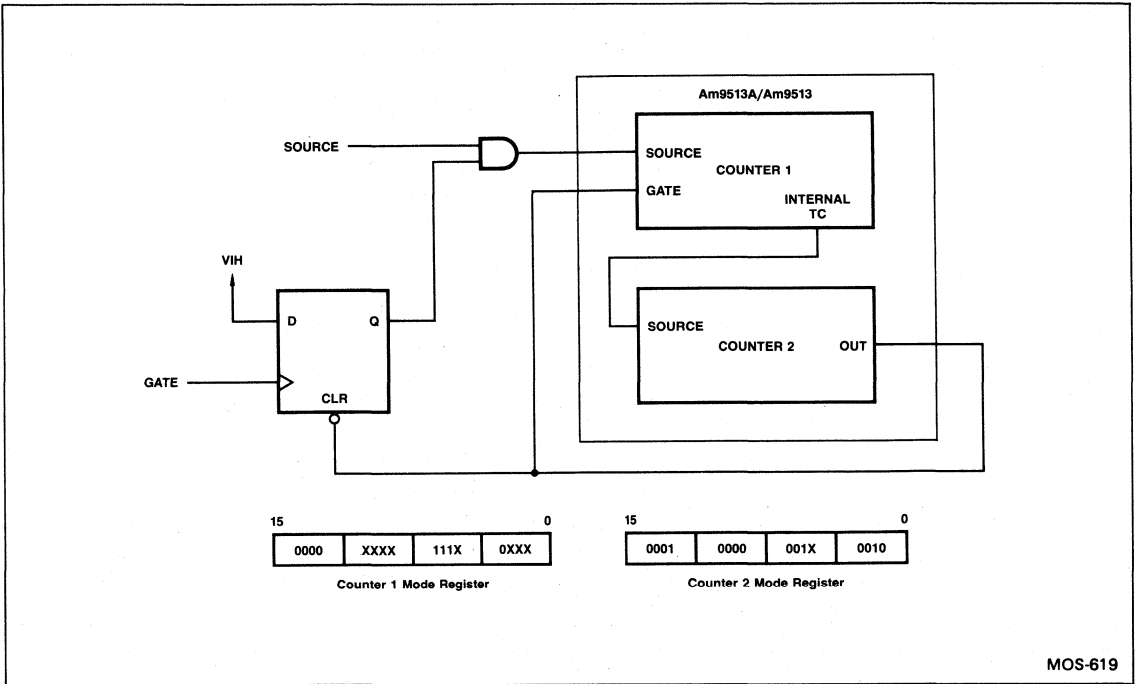 Am9513A/Am9513
SOURCE
SOURCE
COUNTER 1
GATE
INTERNAL
TC
VIH
D Q
SOURCE
COUNTER 2 OUT
GATE
CLR
15 0
0000 XXXX 111X 0XXX
Counter 1 Mode Register
15 0
0001 0000 001X 0010
Counter 2 Mode Register
MOS-619